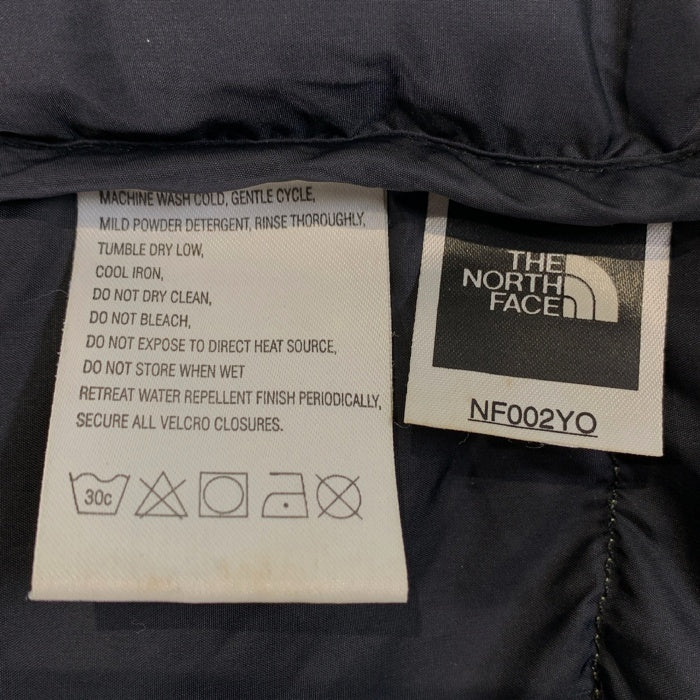 MACHINE WASH COLD, GENTLE CYCLE,
MILD POWDER DETERGENT, RINSE THOROUGHLY,
TUMBLE DRY LOW,
COOL IRON,
DO NOT DRY CLEAN,
DO NOT BLEACH,
DO NOT EXPOSE TO DIRECT HEAT SOURCE,
DO NOT STORE WHEN WET
RETREAT WATER REPELLENT FINISH PERIODICALLY,
SECURE ALL VELCRO CLOSURES.
30c
THE
NORTH
FACE
NF002YO